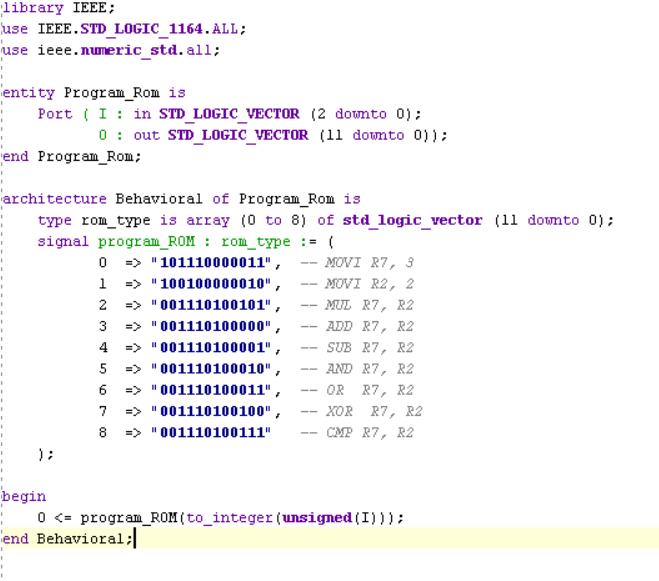 library IEEE;
use IEEE.STD_LOGIC_1164.ALL;
use ieee.numeric_std.all;
entity Program_Rom is
Port ( I : in STD_LOGIC_VECTOR (2 downto 0);
O : out STD_LOGIC_VECTOR (11 downto 0));
end Program_Rom;
architecture Behavioral of Program_Rom is
type rom_type is array (0 to 8) of std_logic_vector (11 downto 0);
signal program_ROM : rom_type := (
0 => "101110000011", -- MOVI R7, 3
1 => "100100000010", -- MOVI R2, 2
2 => "001110100101", -- MUL R7, R2
3 => "001110100000", -- ADD R7, R2
4 => "001110100001", -- SUB R7, R2
5 => "001110100010", -- AND R7, R2
6 => "001110100011", -- OR R7, R2
7 => "001110100100", -- XOR R7, R2
8 => "001110100111" -- CMP R7, R2
);
begin
O <= program_ROM(to_integer(unsigned(I)));
end Behavioral;